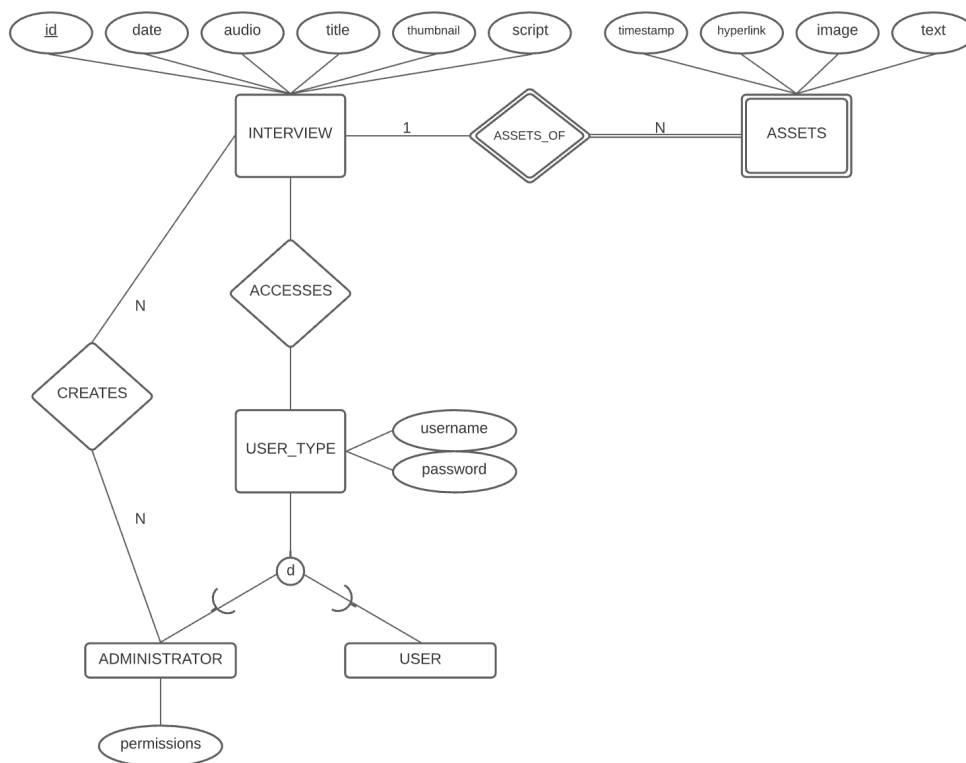 id
date
audio
title
thumbnail
script
timestamp
hyperlink
image
text
INTERVIEW
1
ASSETS_OF
N
ASSETS
ACCESSES
N
CREATES
USER_TYPE
username
password
N
d
ADMINISTRATOR
USER
permissions